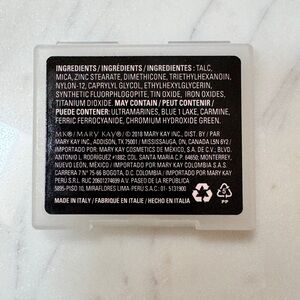 INGREDIENTS / INGRÉDIENTS / INGREDIENTES : TALC,
MICA, ZINC STEARATE, DIMETHICONE, TRIETHYLHEXANOIN,
NYLON-12, CAPRYLYL GLYCOL, ETHYLHEXYLGLYCERIN,
SYNTHETIC FLUORPHLOGOPITE, TIN OXIDE, IRON OXIDES,
TITANIUM DIOXIDE. MAY CONTAIN / PEUT CONTENIR /
PUEDE CONTENER: ULTRAMARINES, BLUE 1 LAKE, CARMINE,
FERRIC FERROCYANIDE, CHROMIUM HYDROXIDE GREEN.
MK® / MARY KAY® © 2018 MARY KAY INC. DIST. BY / PAR
MARY KAY INC., ADDISON, TX 75001 / MISSISSAUGA, ON, CANADA L5N 6Y2 /
IMPORTADO POR: MARY KAY COSMETICS DE MÉXICO, S.A. DE C.V.: BLVD.
ANTONIO L. RODRÍGUEZ #1882; COL. SANTA MARÍA C.P. 64650, MONTERREY,
NUEVO LEÓN, MÉXICO / IMPORTADO POR MARY KAY COLOMBIA S.A.S.
CARRERA 7 N° 75-66 BOGOTÁ, D.C. COLOMBIA / IMPORTADO POR MARY KAY
PERÚ S.R.L RUC 20601274699 A.V. PASEO DE LA REPÚBLICA
5895-PISO 10, MIRAFLORES LIMA-PERÚ S.A.C.: 01- 5131900
MADE IN ITALY / FABRIQUÉ EN ITALIE / HECHO EN ITALIA
PP